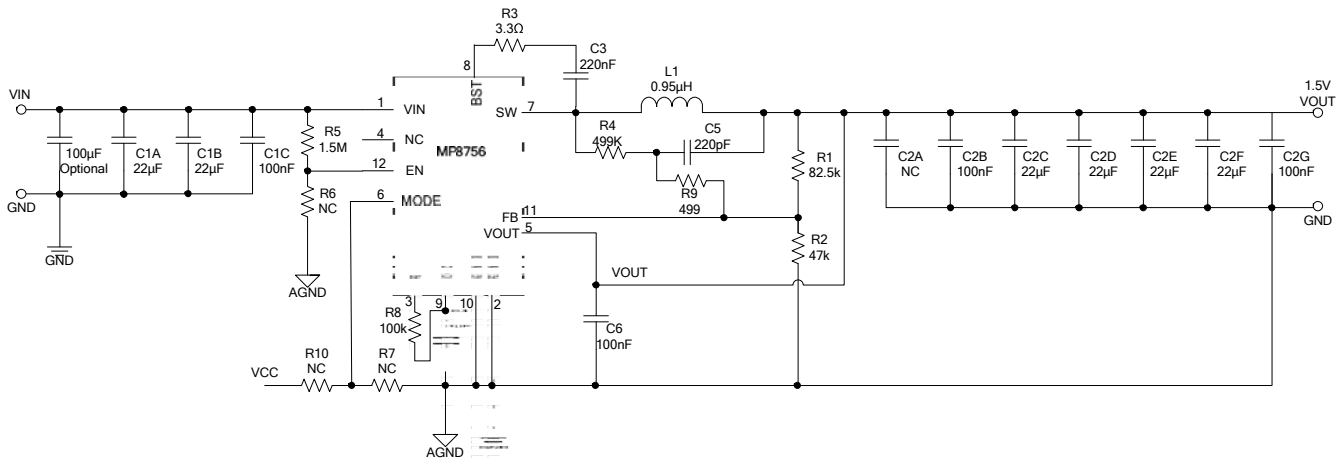 R3
3.3Ω
C3
220nF
8
BST
L1
0.95µH
VIN
1
VIN
SW
7
1.5V
VOUT
100µF
Optional
C1A
22µF
C1B
22µF
C1C
100nF
R5
1.5M
4
NC
MP8756
12
EN
R4
499K
C5
220pF
R1
82.5k
C2A
NC
C2B
100nF
C2C
22µF
C2D
22µF
C2E
22µF
C2F
22µF
C2G
100nF
GND
R6
NC
6
MODE
R9
499
FB
11
VOUT
5
R2
47k
GND
GND
AGND
VOUT
3
9
10
2
R8
100k
C6
100nF
VCC
R10
NC
R7
NC
AGND